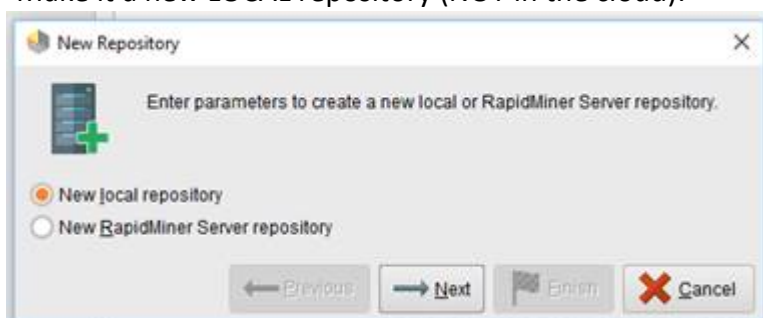 make it a new LOCAL repository (NOT in the cloud).
New Repository
Enter parameters to create a new local or RapidMiner Server repository.
New local repository
New RapidMiner Server repository
Previous Next Finish Cancel